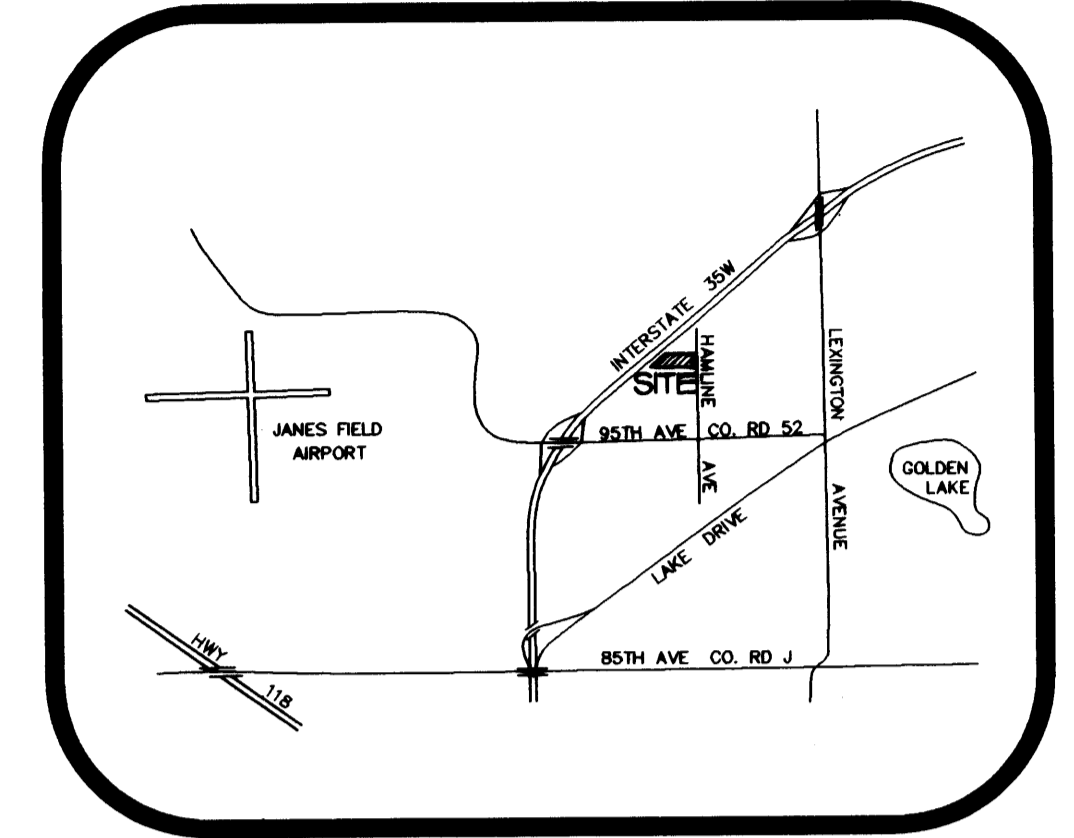 INTERSTATE 35W
HAMLINE AVE
LEXINGTON AVENUE
SITE
JANES FIELD
AIRPORT
95TH AVE CO. RD 52
GOLDEN
LAKE
LAKE DRIVE
HWY 118
85TH AVE CO. RD J